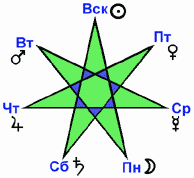 Вск ☉
Вт ♂
Пт ♀
Чт ♃
Ср ☿
Сб ♄
Пн ☽